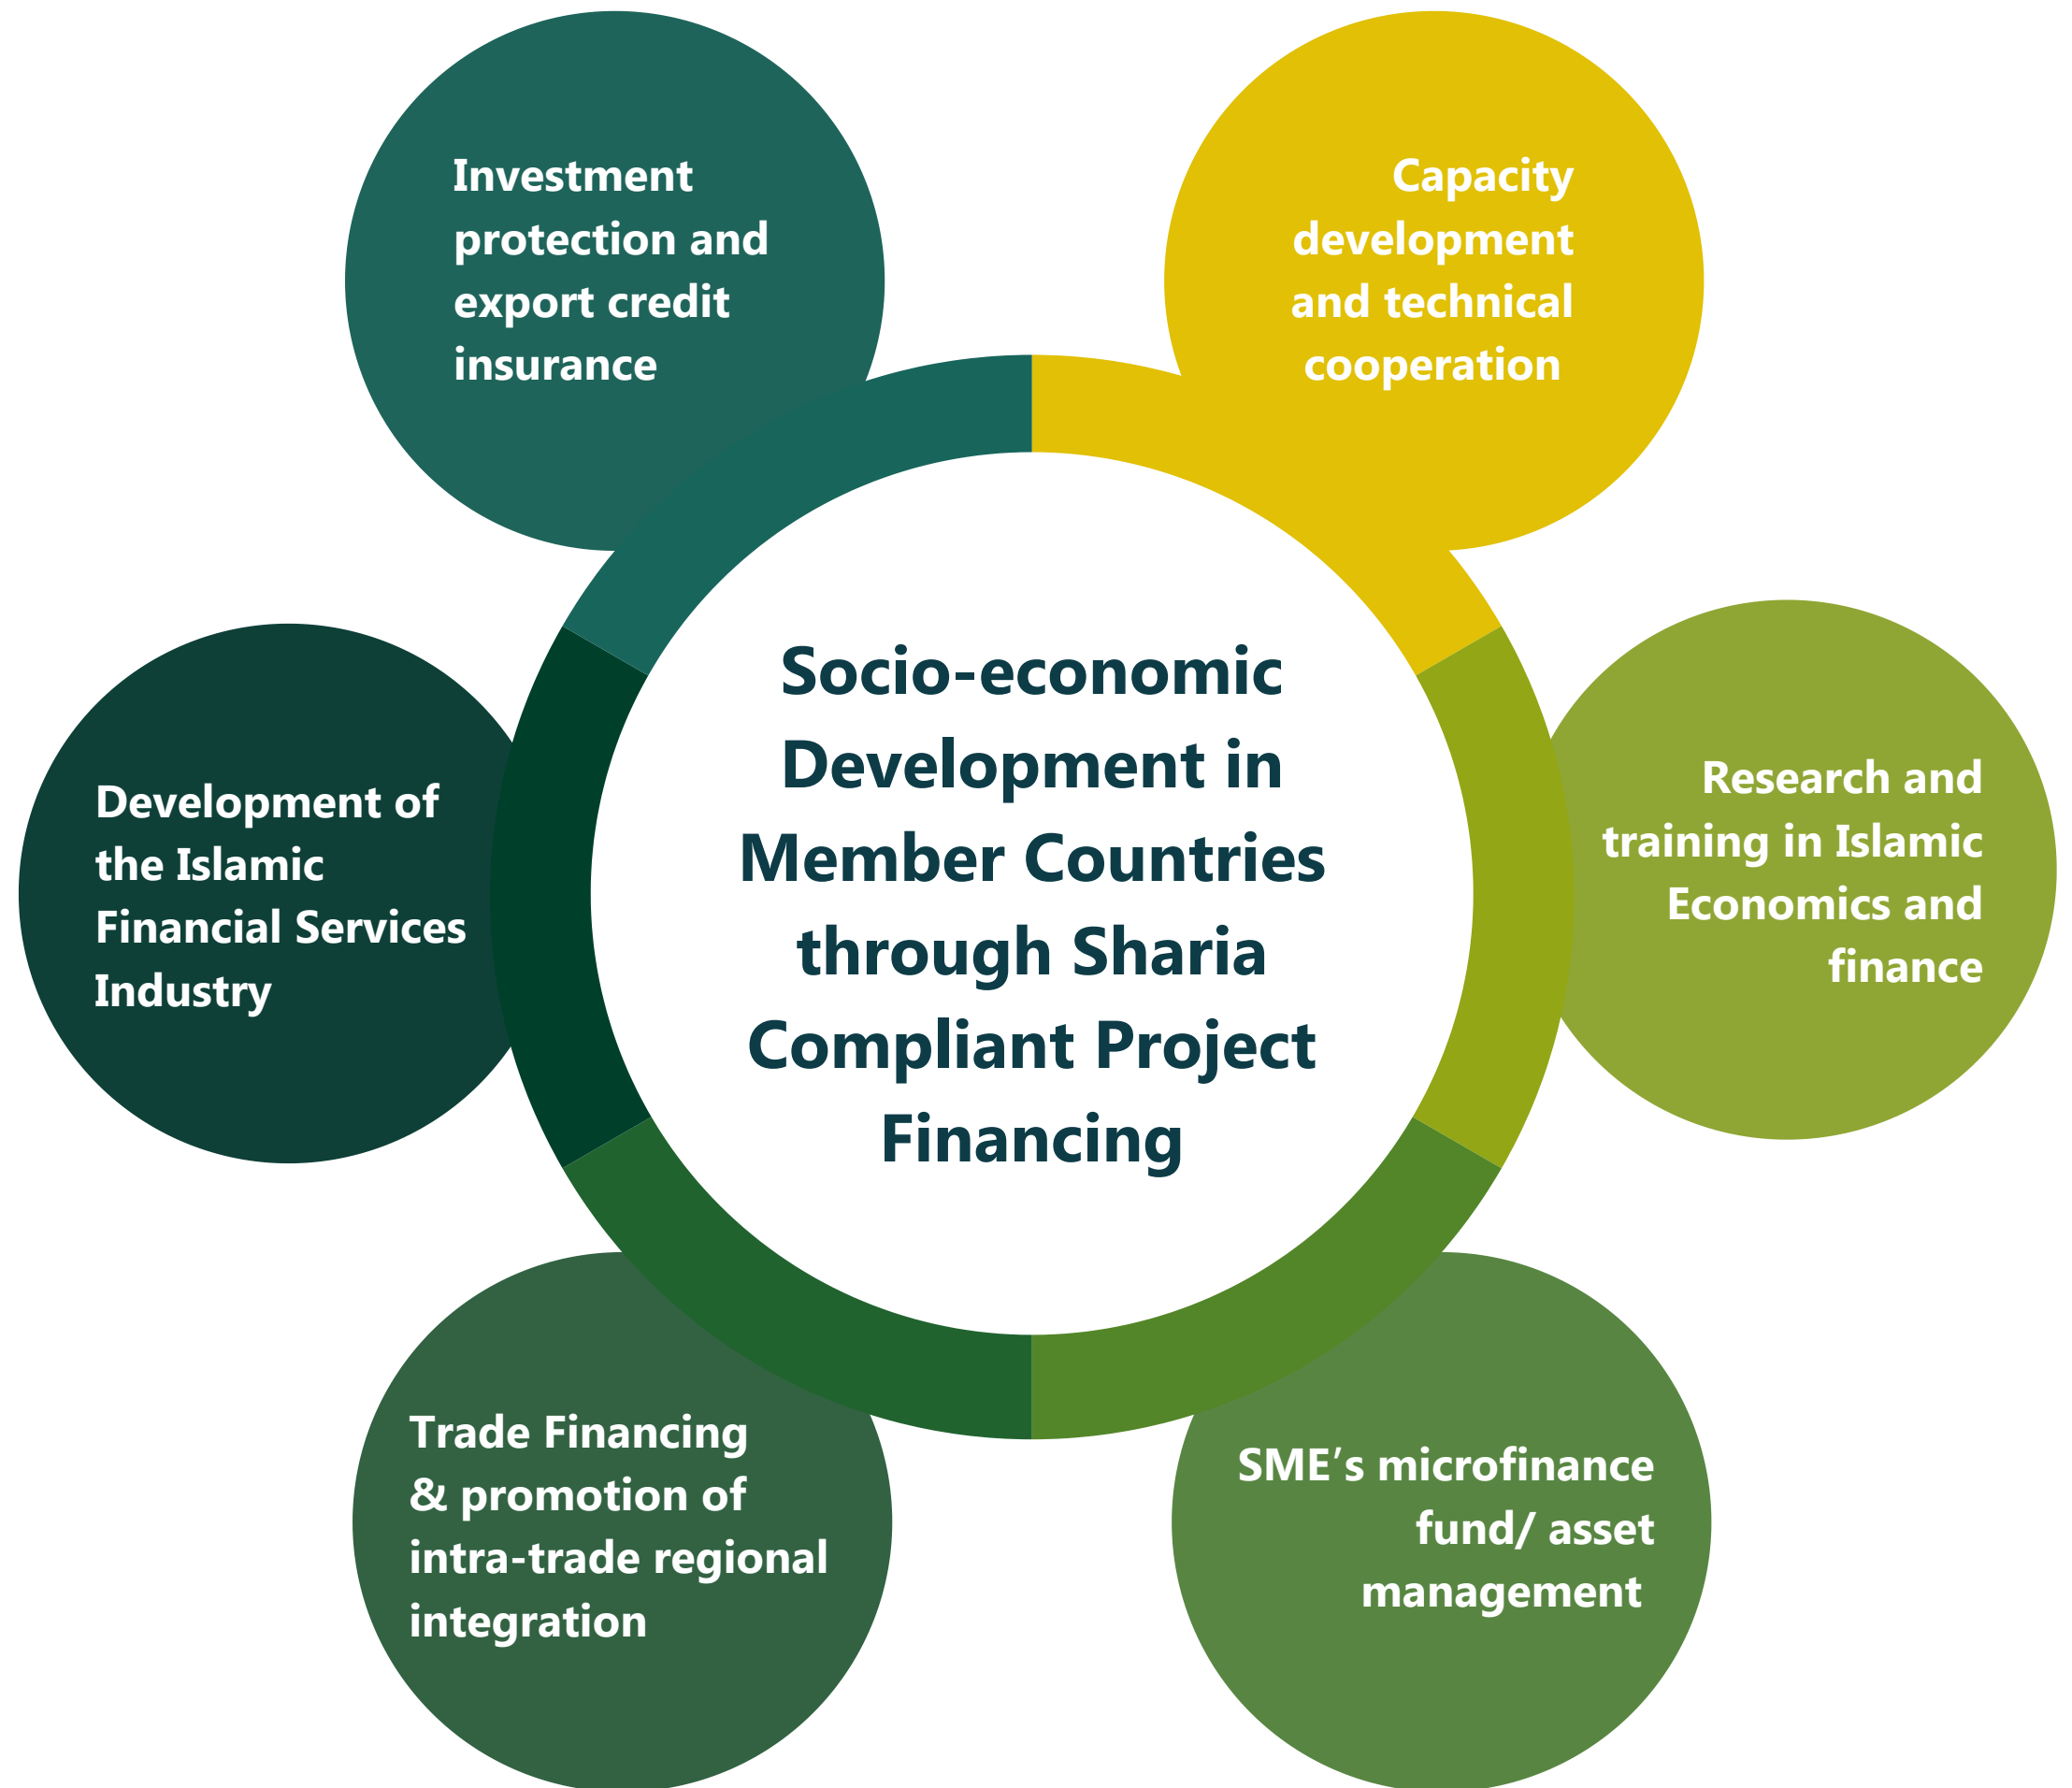 Investment
protection and
export credit
insurance
Capacity
development
and technical
cooperation
Socio-economic
Development in
Member Countries
through Sharia
Compliant Project
Financing
Development of
the Islamic
Financial Services
Industry
Research and
training in Islamic
Economics and
finance
Trade Financing
& promotion of
intra-trade regional
integration
SME’s microfinance
fund/ asset
management